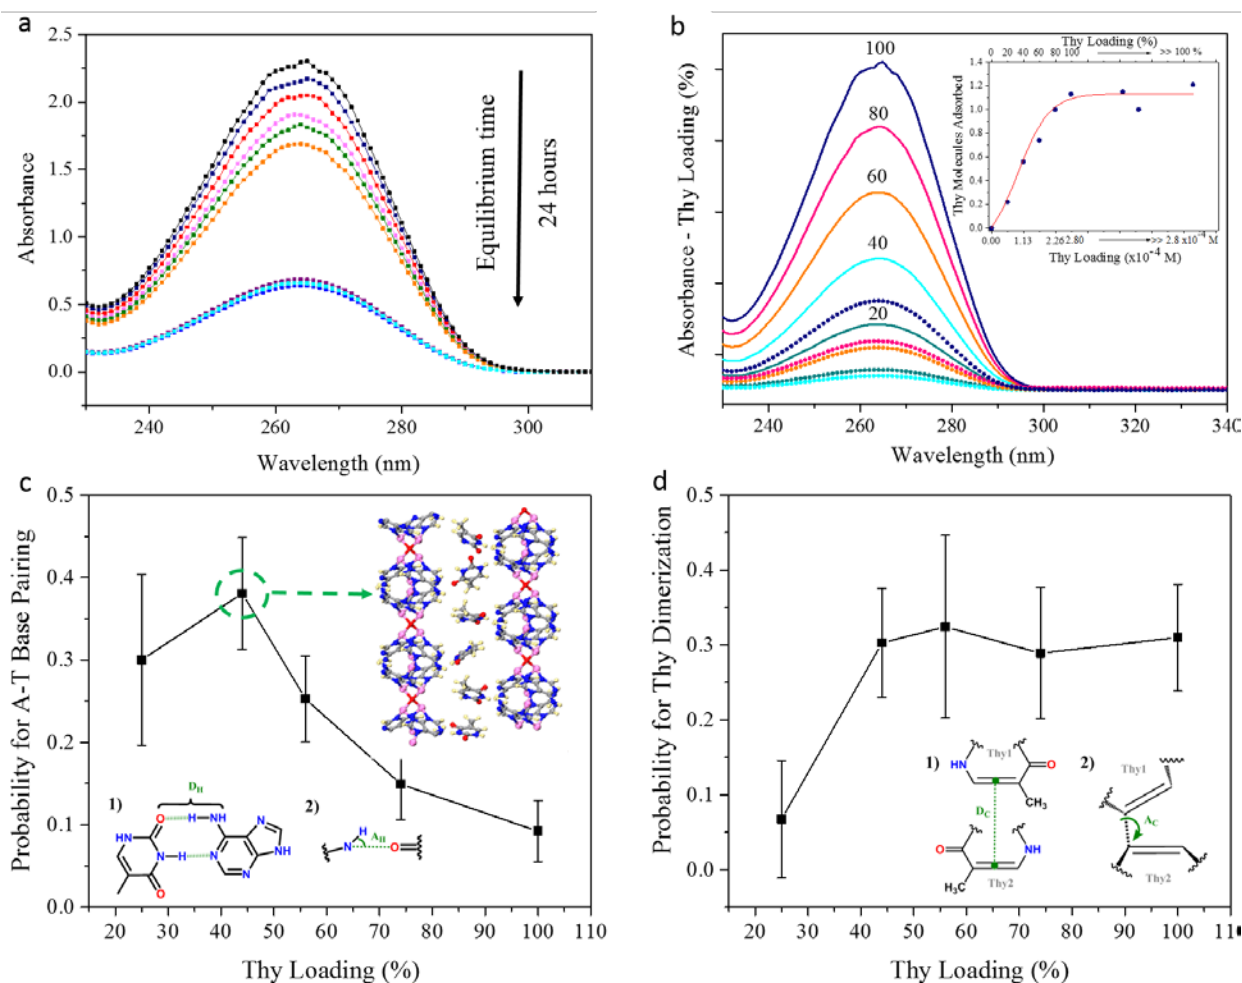 a
2.5
2.0
1.5
1.0
0.5
0.0
Absorbance
Equilibrium time
24 hours
240 260 280 300
Wavelength (nm)
b
Absorbance - Thy Loading (%)
100
80
60
40
20
Thy Loading (%)
0 20 40 60 80 100 >> 100 %
1.4
1.2
1.0
0.8
0.6
0.4
0.2
0.0
Thy Molecules Adsorbed
0.00 1.13 2.26 2.80 >> 2.8 x10⁻⁴ M
Thy Loading (x10⁻⁴ M)
240 260 280 300 320 340
Wavelength (nm)
c
0.5
0.4
0.3
0.2
0.1
0.0
Probability for A-T Base Pairing
1)
D_H
O H-NH N
HN N-H N N NH
O
2)
H
A_H
N O
20 30 40 50 60 70 80 90 100 110
Thy Loading (%)
d
0.5
0.4
0.3
0.2
0.1
0.0
Probability for Thy Dimerization
1)
Thy1
HN O
CH₃
D_C
O NH
H₃C Thy2
2)
Thy1
A_C
Thy2
20 30 40 50 60 70 80 90 100 11
Thy Loading (%)